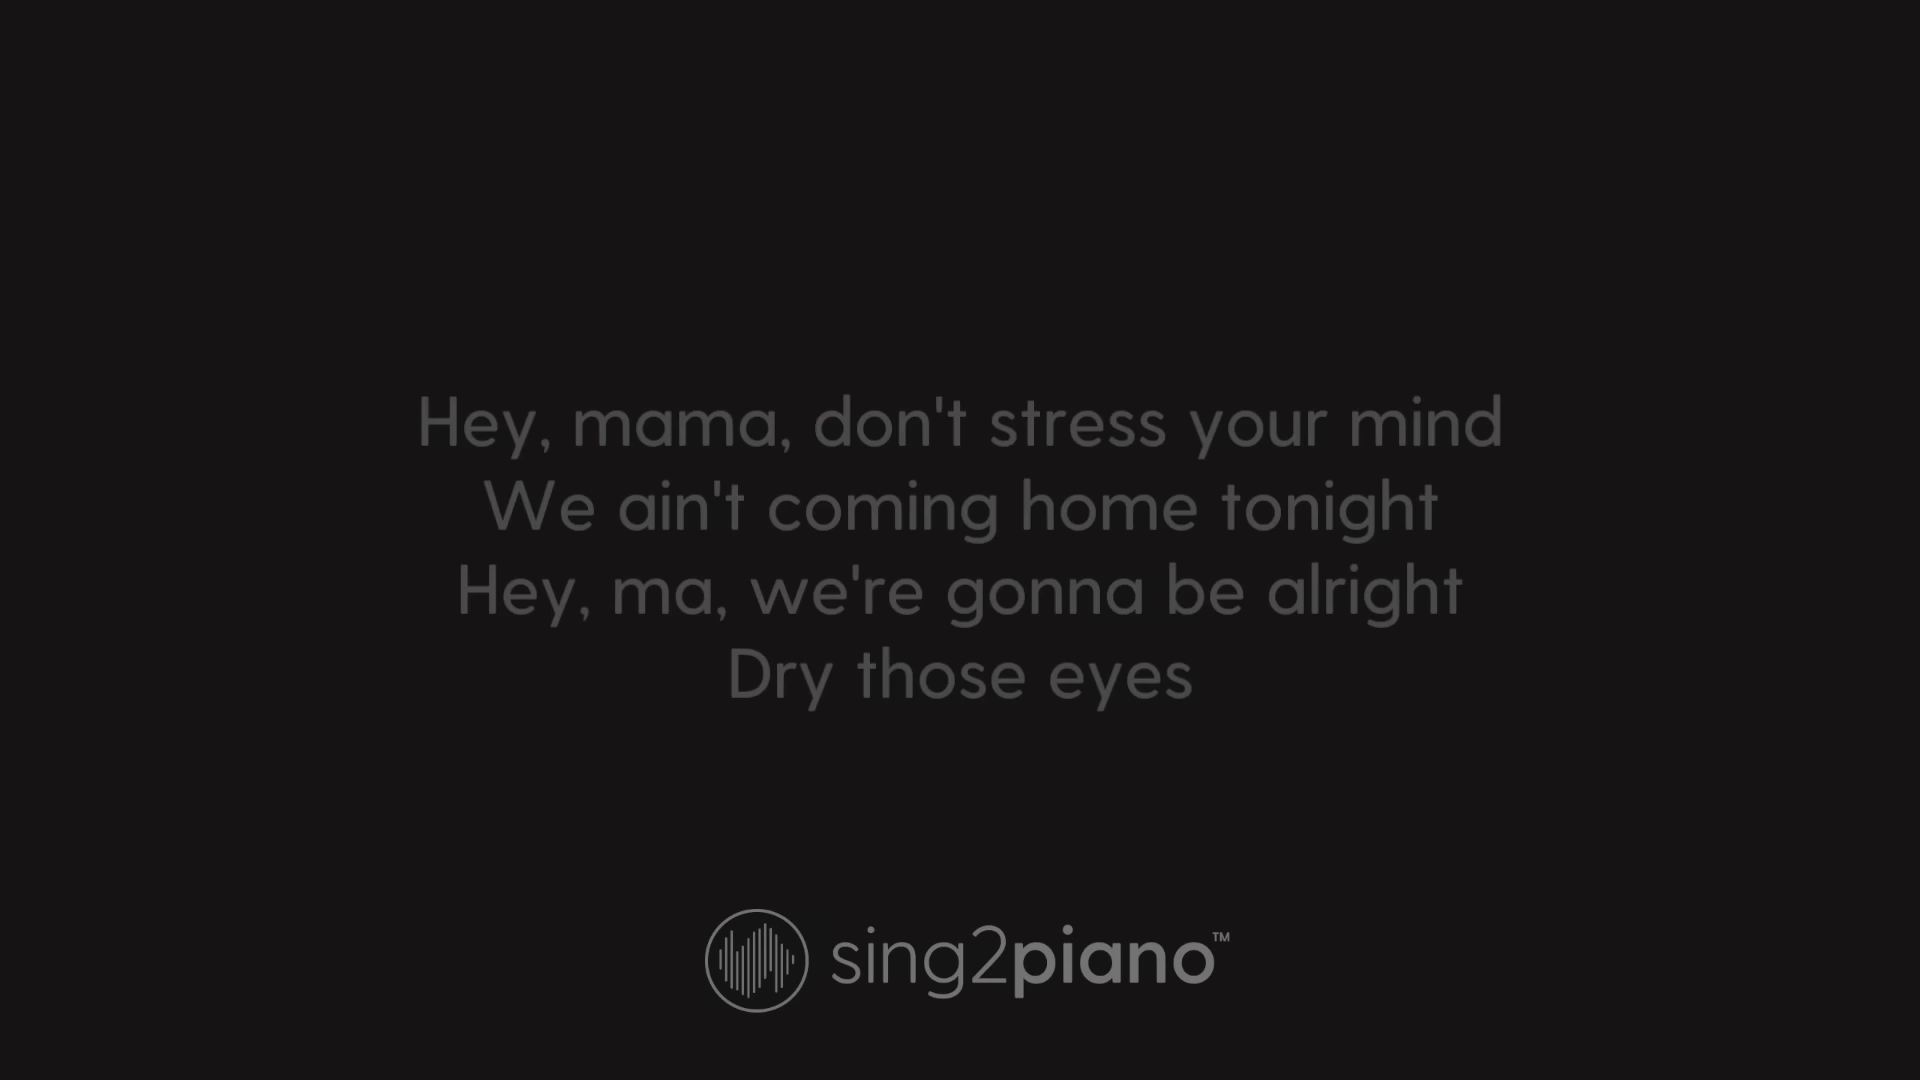 Hey, mama, don't stress your mind
We ain't coming home tonight
Hey, ma, we're gonna be alright
Dry those eyes
sing2piano™